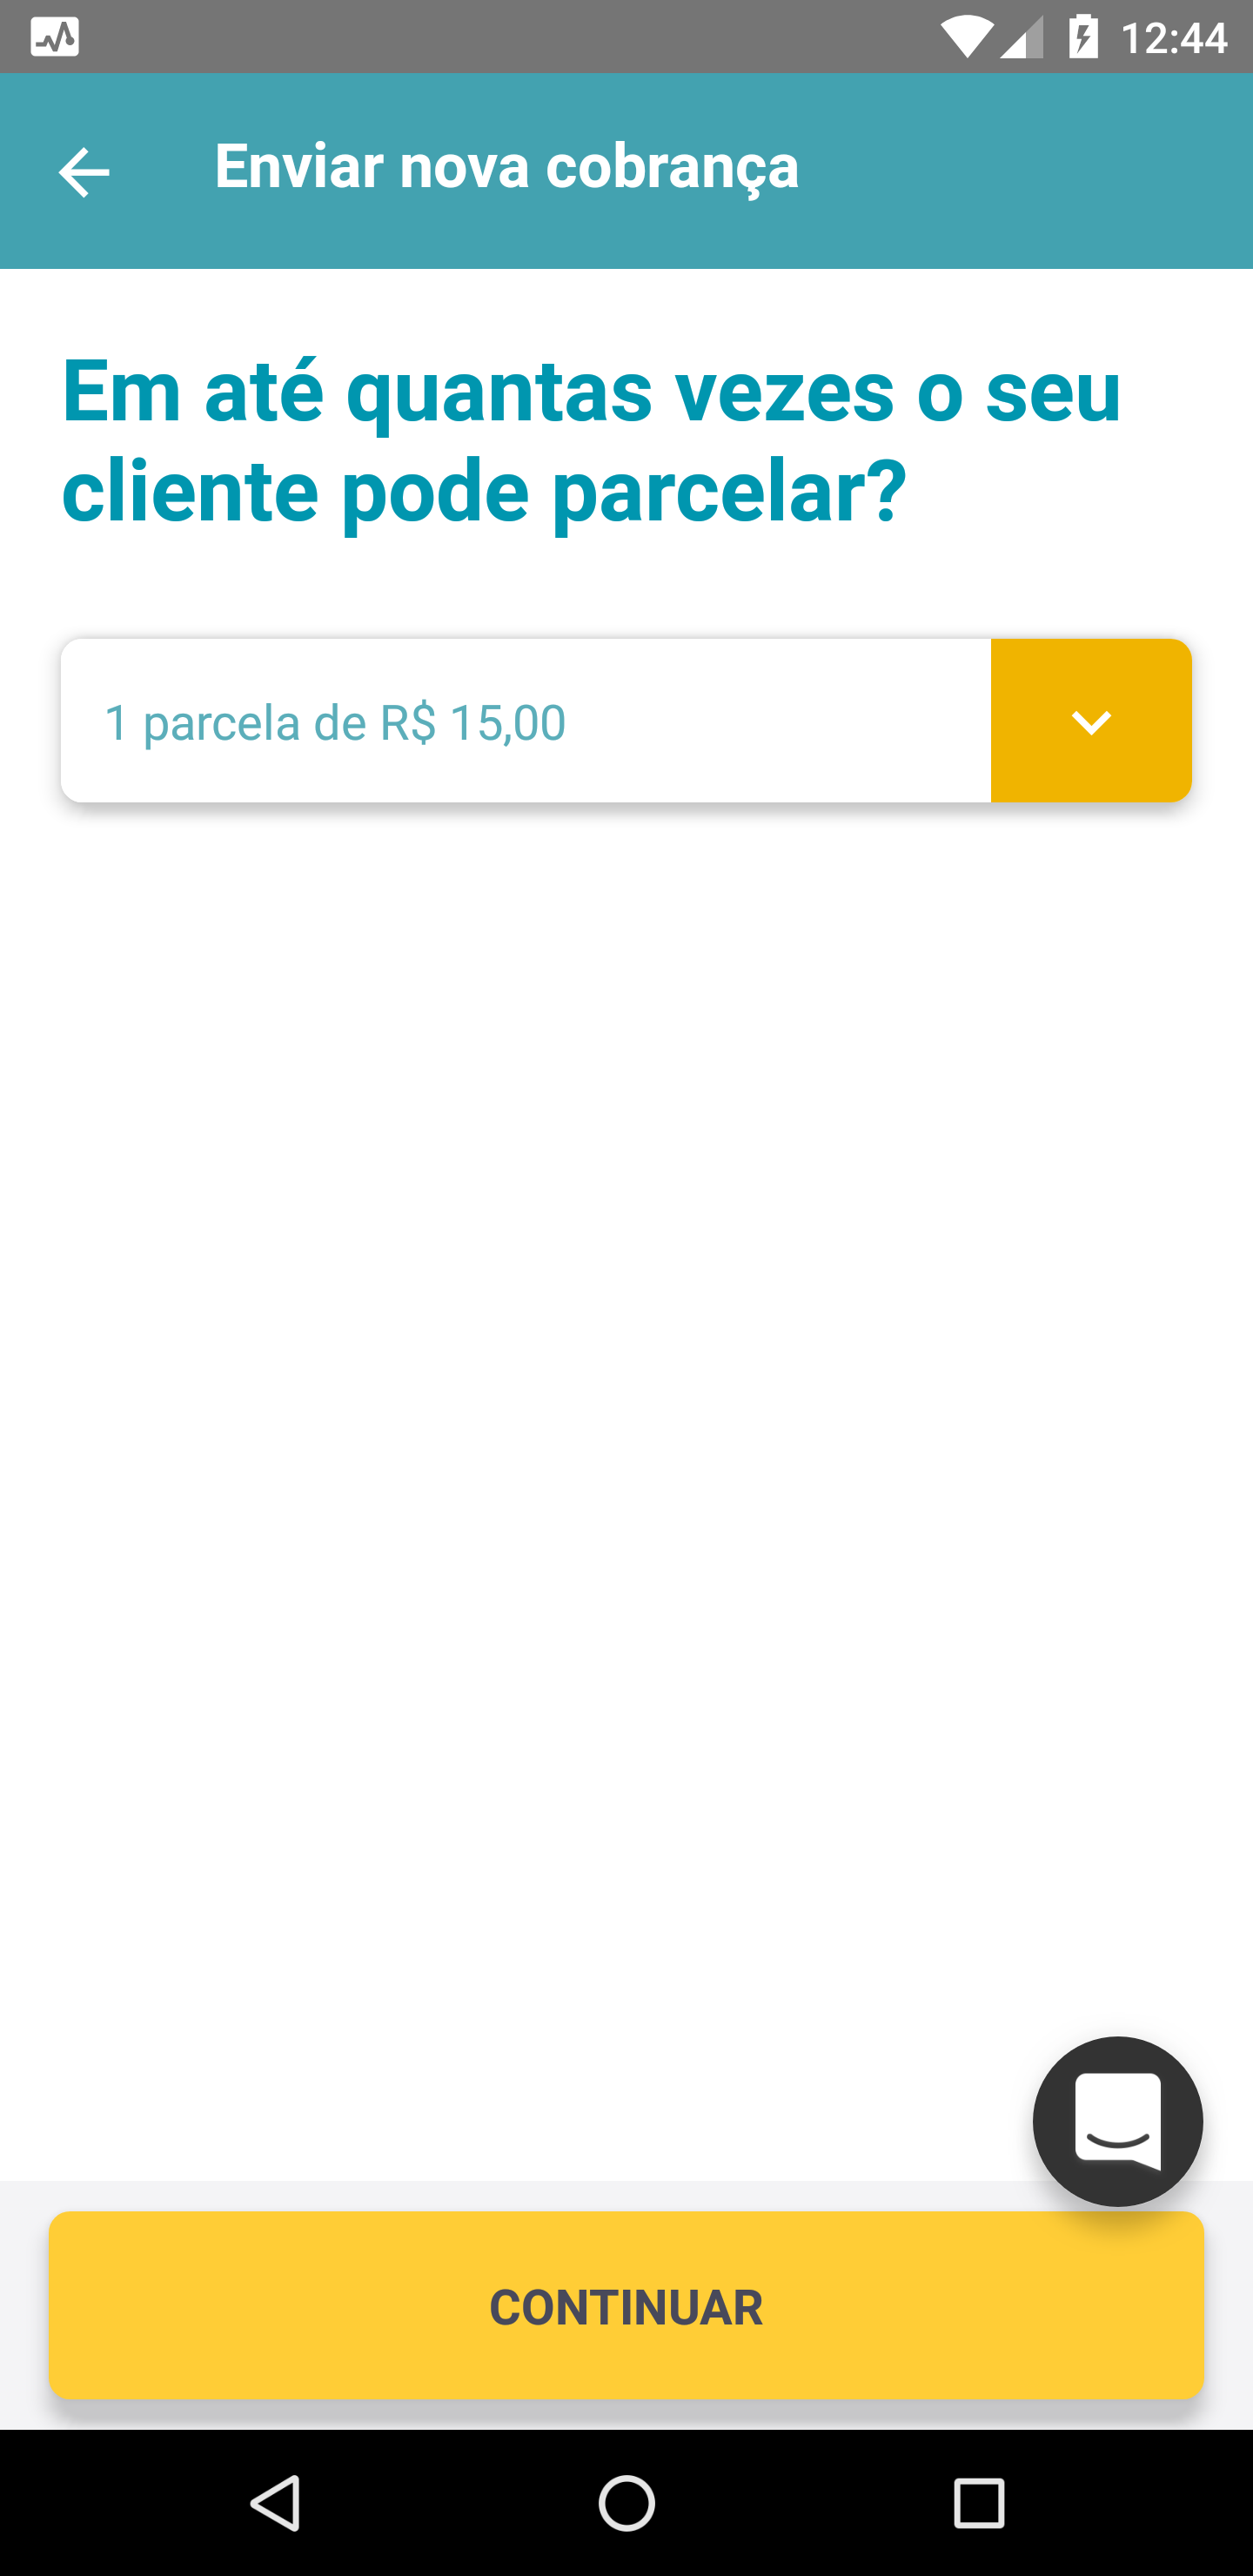 12:44
Enviar nova cobrança
Em até quantas vezes o seu
cliente pode parcelar?
1 parcela de R$ 15,00
CONTINUAR